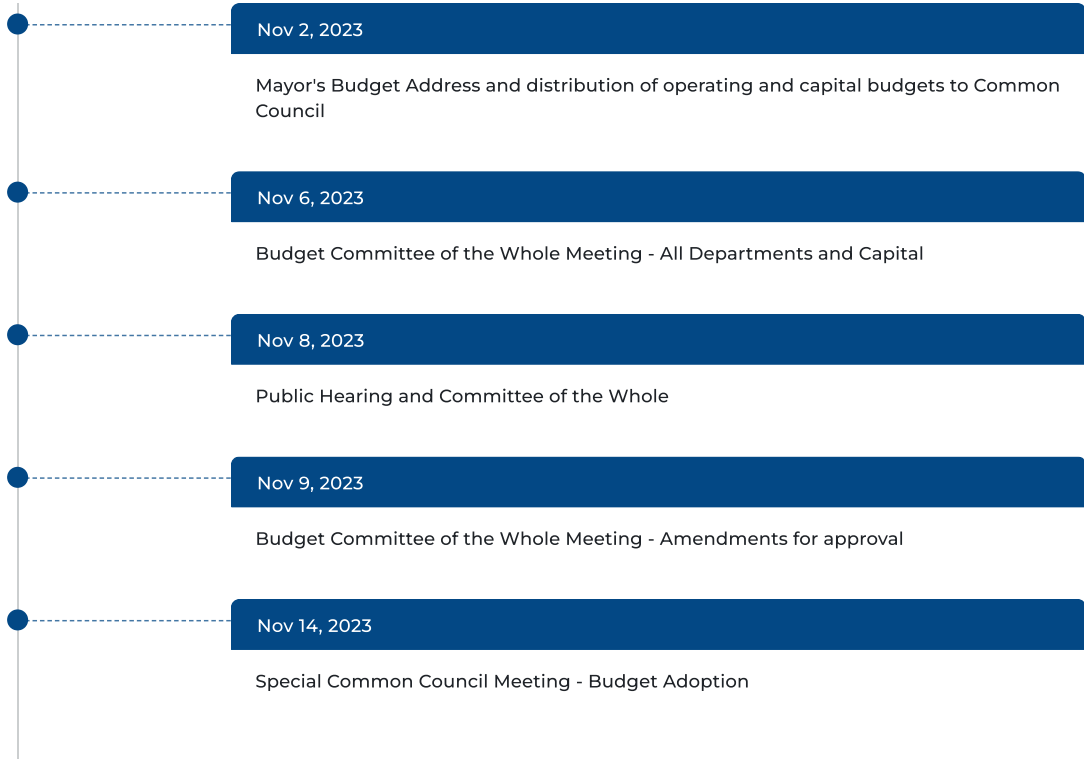 Nov 2, 2023
Mayor's Budget Address and distribution of operating and capital budgets to Common
Council
Nov 6, 2023
Budget Committee of the Whole Meeting - All Departments and Capital
Nov 8, 2023
Public Hearing and Committee of the Whole
Nov 9, 2023
Budget Committee of the Whole Meeting - Amendments for approval
Nov 14, 2023
Special Common Council Meeting - Budget Adoption